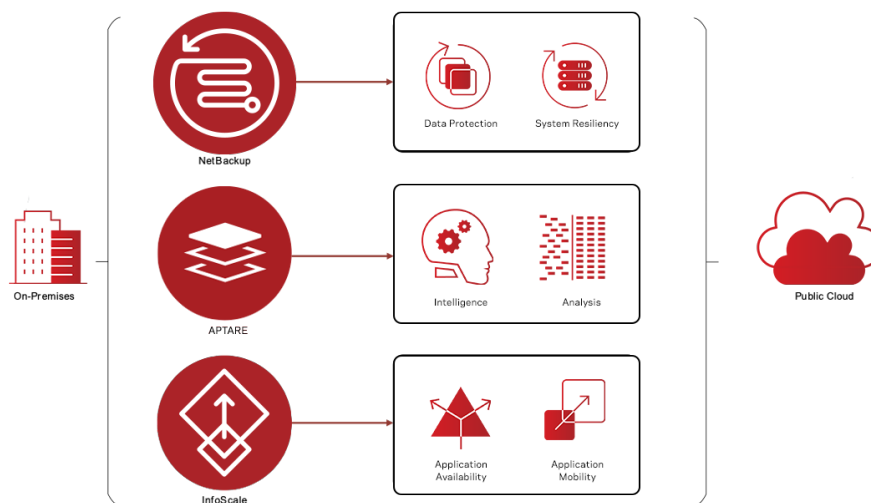 Data Protection
System Resiliency
NetBackup
On-Premises
Intelligence
Analysis
Public Cloud
APTARE
Application
Availability
Application
Mobility
InfoScale